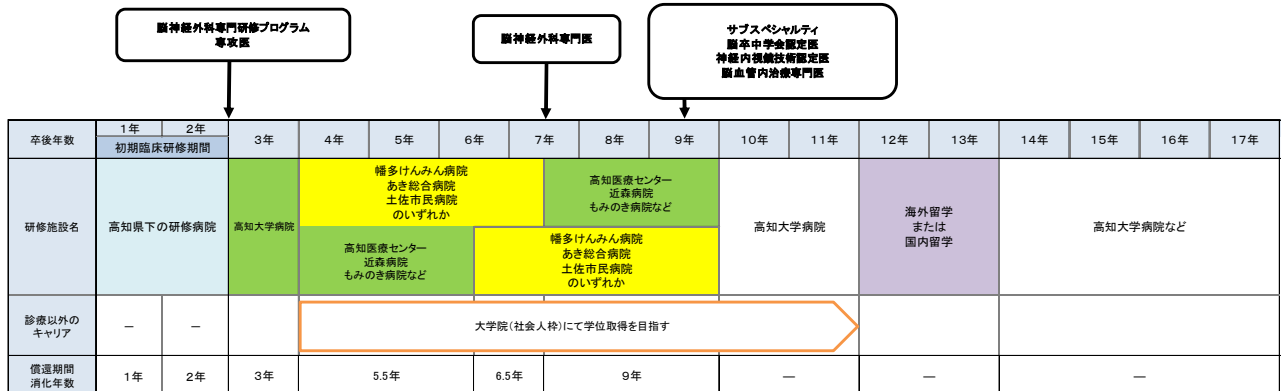 脳神経外科専門研修プログラム
専攻医
脳神経外科専門医
サブスペシャルティ
脳卒中学会認定医
神経内視鏡技術認定医
脳血管内治療専門医
卒後年数
1年
2年
初期臨床研修期間
3年
4年
5年
6年
7年
8年
9年
10年
11年
12年
13年
14年
15年
16年
17年
研修施設名
高知県下の研修病院
高知大学病院
幡多けんみん病院
あき総合病院
土佐市民病院
のいずれか
高知医療センター
近森病院
もみのき病院など
高知医療センター
近森病院
もみのき病院など
幡多けんみん病院
あき総合病院
土佐市民病院
のいずれか
高知大学病院
海外留学
または
国内留学
高知大学病院など
診療以外の
キャリア
―
―
大学院(社会人枠)にて学位取得を目指す
償還期間
消化年数
1年
2年
3年
5.5年
6.5年
9年
―
―
―